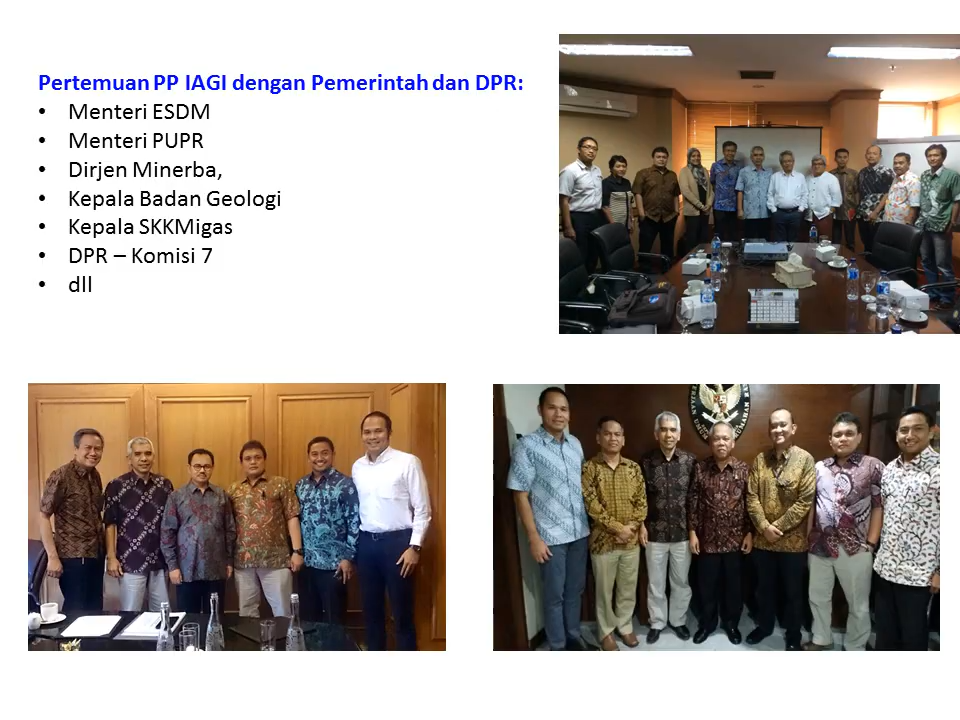 Pertemuan PP IAGI dengan Pemerintah dan DPR:
• Menteri ESDM
• Menteri PUPR
• Dirjen Minerba,
• Kepala Badan Geologi
• Kepala SKKMigas
• DPR – Komisi 7
• dll